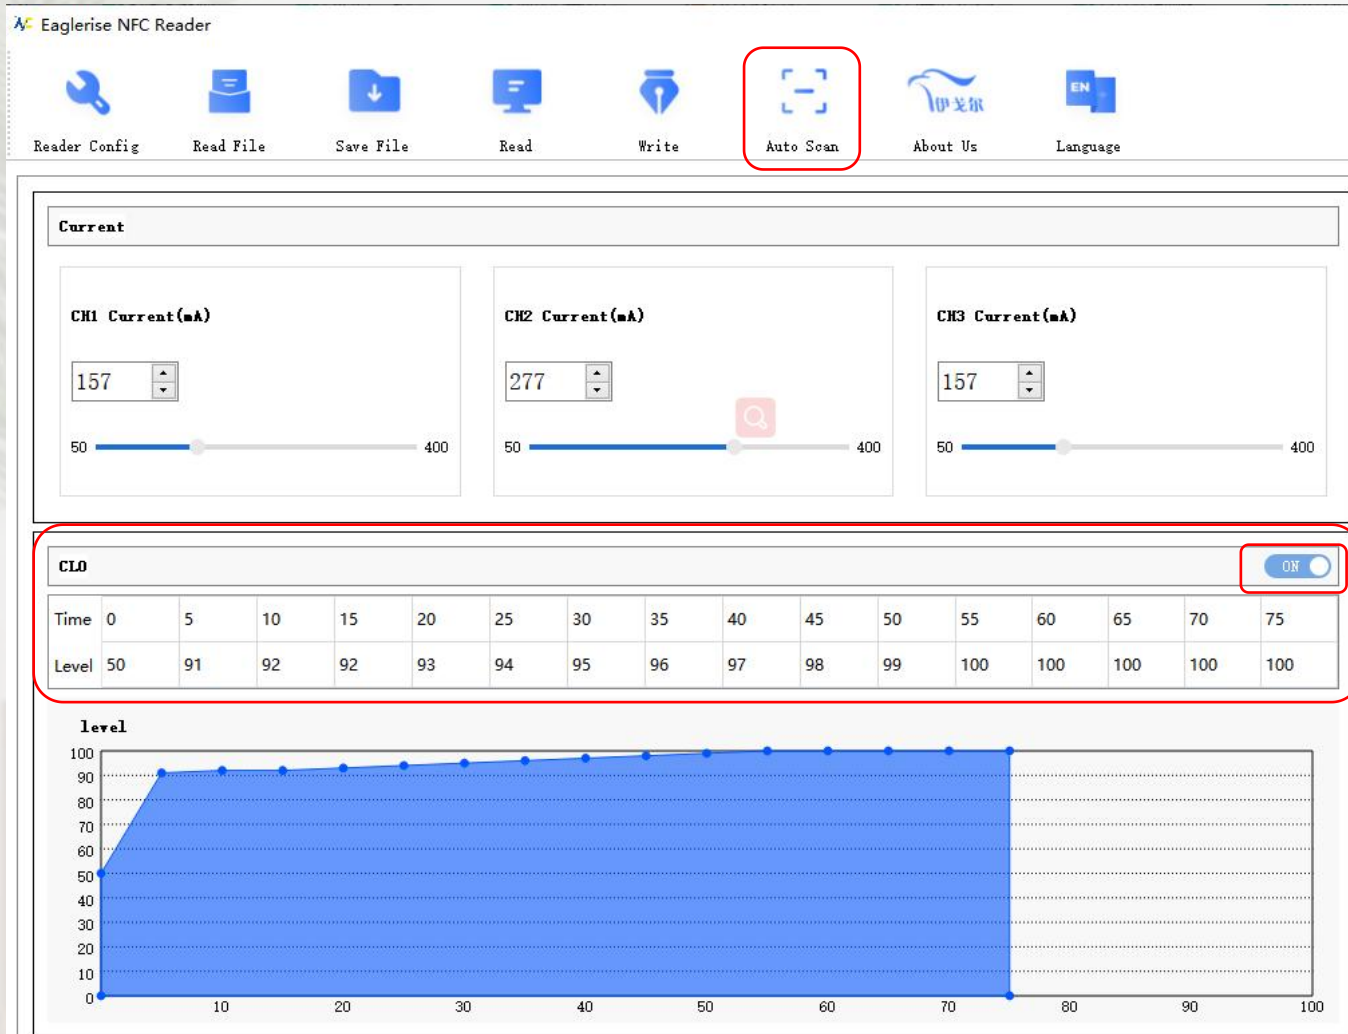 Eaglerise NFC Reader
伊戈尔 EN
Reader Config Read File Save File Read Write Auto Scan About Us Language
Current
CH1 Current(mA) CH2 Current(mA) CH3 Current(mA)
157 277 157
50 400 50 400 50 400
CLO ON
Time 0 5 10 15 20 25 30 35 40 45 50 55 60 65 70 75
Level 50 91 92 92 93 94 95 96 97 98 99 100 100 100 100 100
level
100
90
80
70
60
50
40
30
20
10
0
10 20 30 40 50 60 70 80 90 100